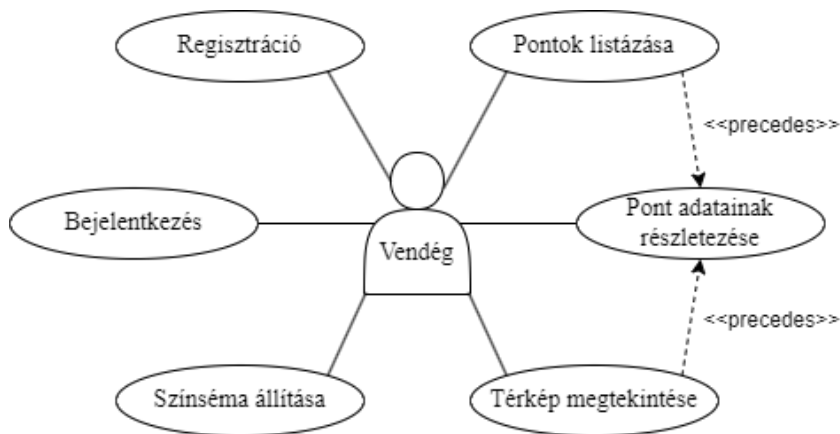 Regisztráció
Pontok listázása
<<precedes>>
Bejelentkezés
Vendég
Pont adatainak
részletezése
<<precedes>>
Színséma állítása
Térkép megtekintése